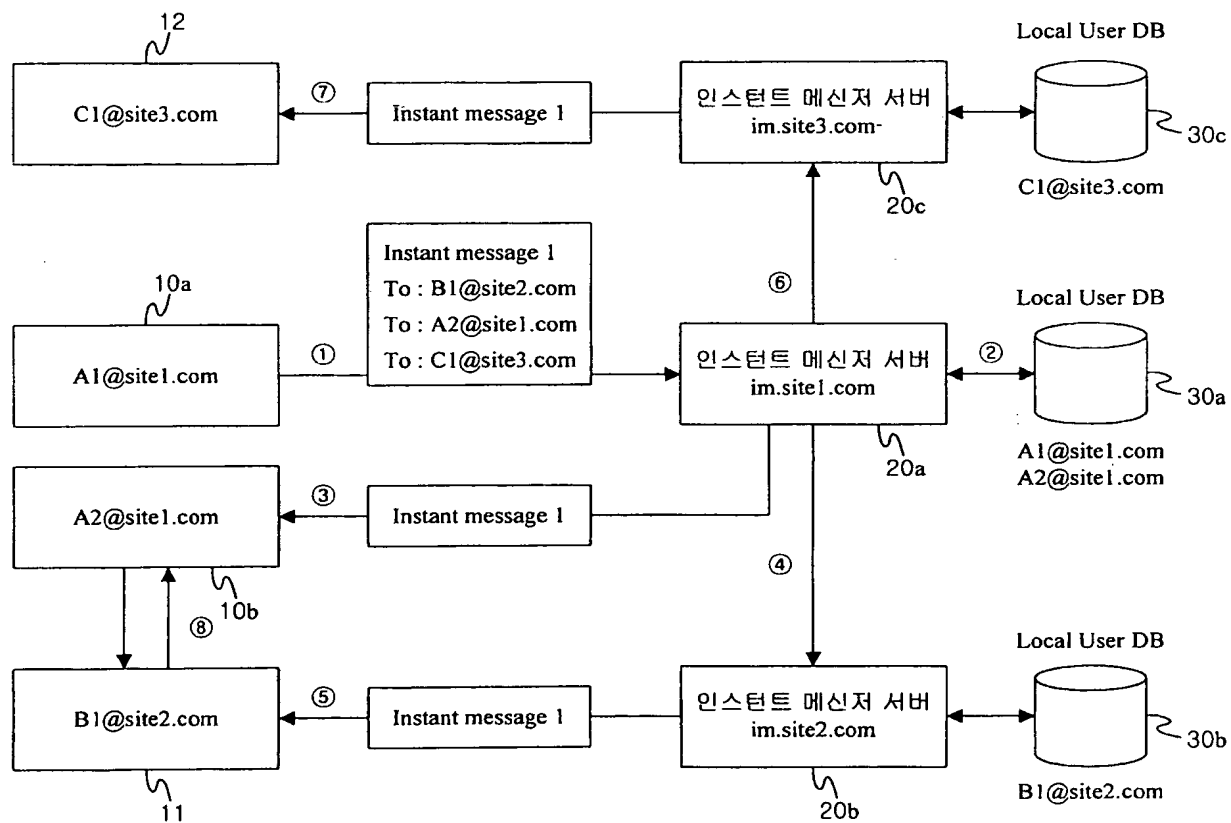 12
Local User DB
C1@site3.com
⑦
Instant message 1
인스턴트 메신저 서버
im.site3.com-
30c
20c
C1@site3.com
10a
Instant message 1
To : B1@site2.com
To : A2@site1.com
To : C1@site3.com
⑥
Local User DB
A1@site1.com
①
인스턴트 메신저 서버
im.site1.com
②
30a
20a
A1@site1.com
A2@site1.com
A2@site1.com
③
Instant message 1
④
10b
⑧
Local User DB
B1@site2.com
⑤
Instant message 1
인스턴트 메신저 서버
im.site2.com
30b
11
20b
B1@site2.com